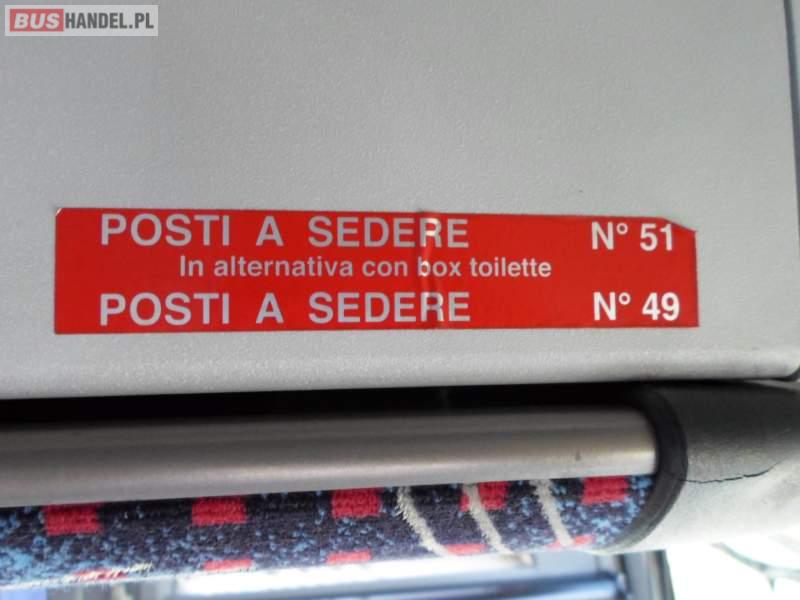 BUSHANDEL.PL
POSTI A SEDERE N° 51
In alternativa con box toilette
POSTI A SEDERE N° 49